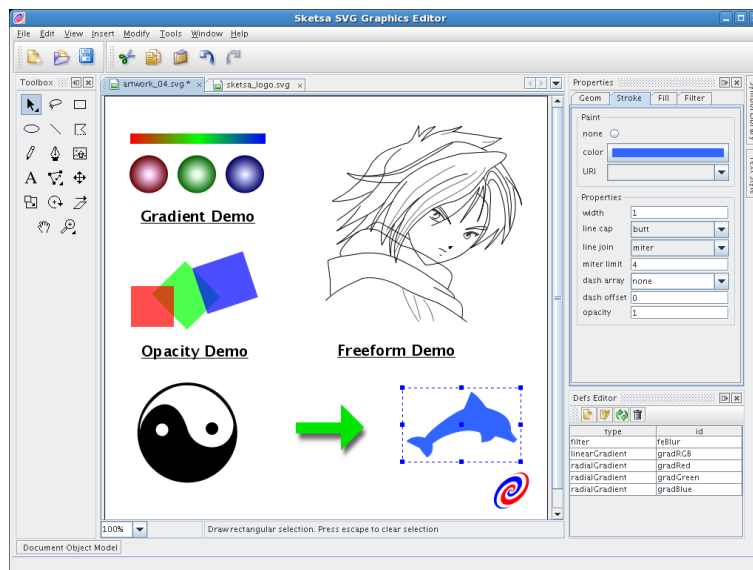 Sketsa SVG Graphics Editor
File Edit View Insert Modify Tools Window Help
Toolbox
artwork_04.svg * x
sketsa_logo.svg x
Gradient Demo
Opacity Demo
Freeform Demo
A
100%
Draw rectangular selection. Press escape to clear selection
Document Object Model
Properties
Geom Stroke Fill Filter
Paint
none
color
URI
Properties
width 1
line cap butt
line join miter
miter limit 4
dash array none
dash offset 0
opacity 1
Defs Editor
type id
filter feBlur
linearGradient gradRGB
radialGradient gradRed
radialGradient gradGreen
radialGradient gradBlue